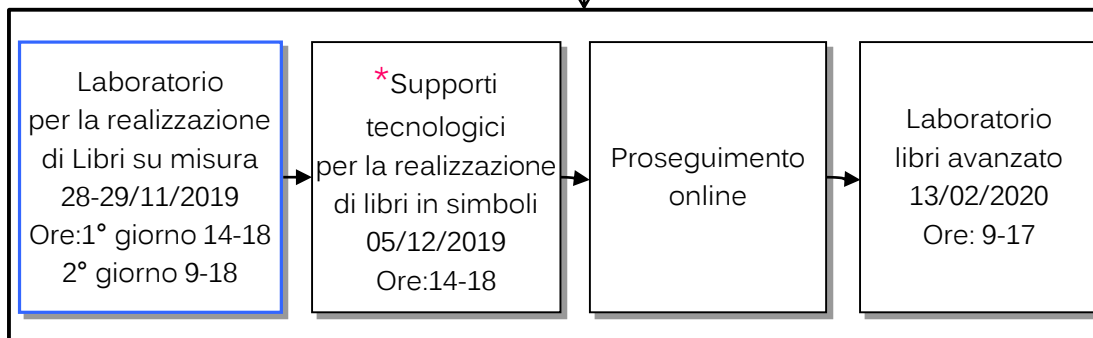 Laboratorio
per la realizzazione
di Libri su misura
28-29/11/2019
Ore:1° giorno 14-18
2° giorno 9-18
*Supporti
tecnologici
per la realizzazione
di libri in simboli
05/12/2019
Ore:14-18
Proseguimento
online
Laboratorio
libri avanzato
13/02/2020
Ore: 9-17